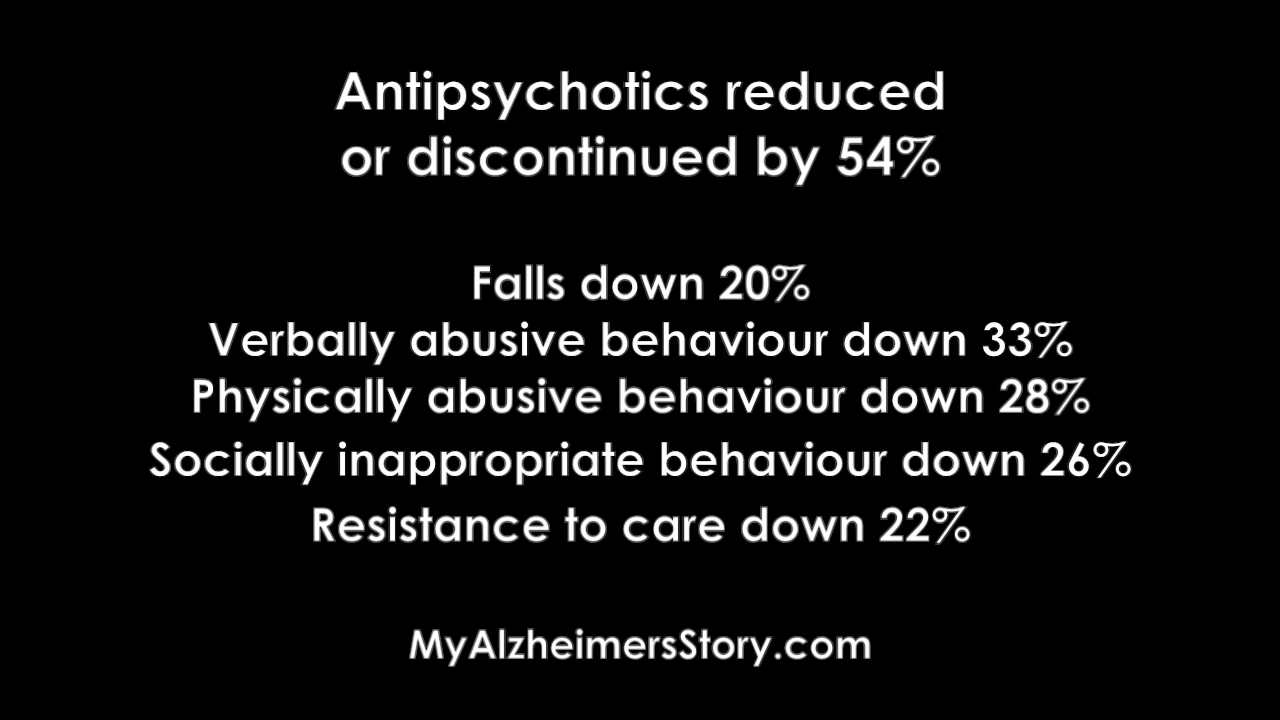 Antipsychotics reduced
or discontinued by 54%
Falls down 20%
Verbally abusive behaviour down 33%
Physically abusive behaviour down 28%
Socially inappropriate behaviour down 26%
Resistance to care down 22%
MyAlzheimersStory.com